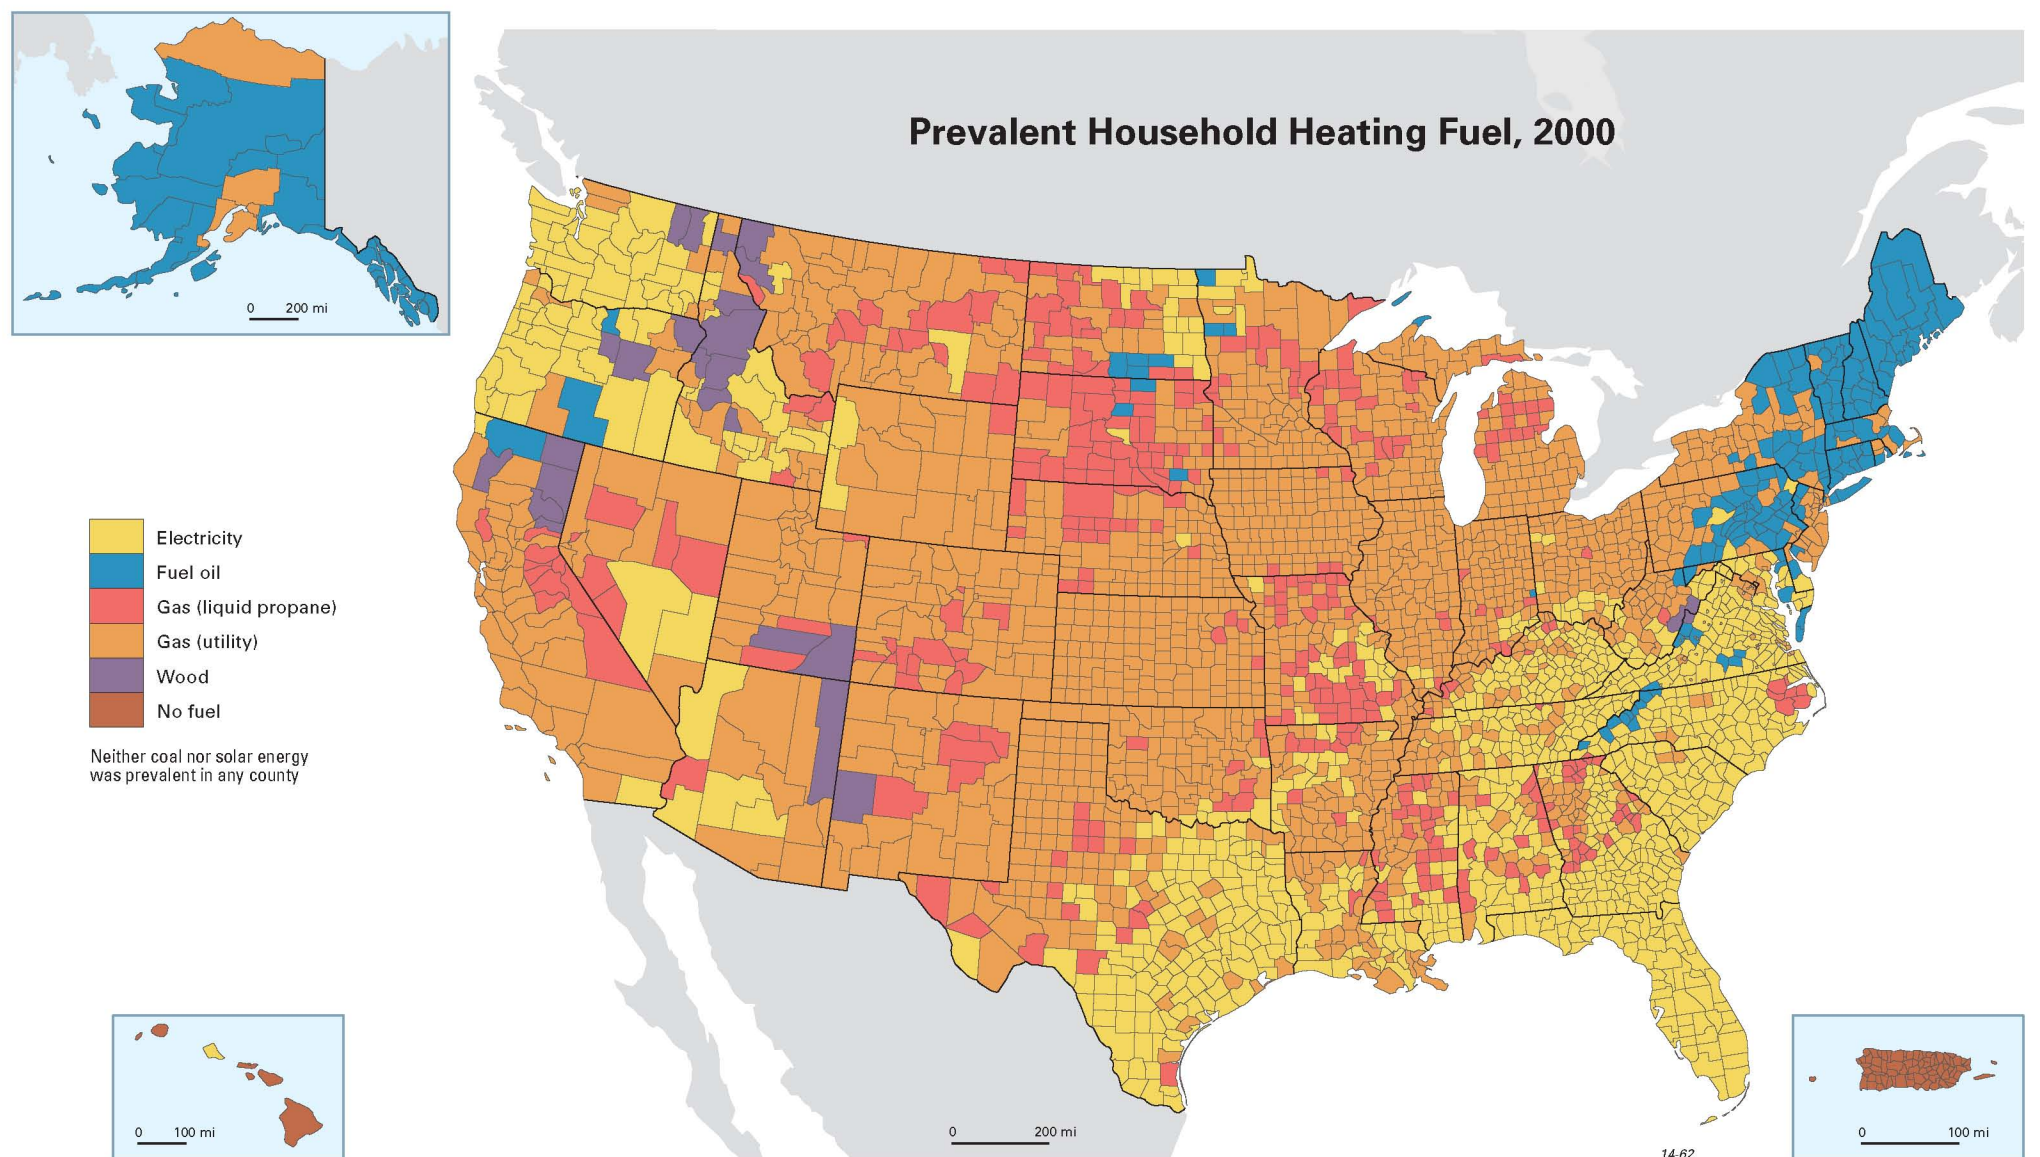 Prevalent Household Heating Fuel, 2000
0 200 mi
Electricity
Fuel oil
Gas (liquid propane)
Gas (utility)
Wood
No fuel
Neither coal nor solar energy
was prevalent in any county
0 100 mi
0 200 mi
0 100 mi
14-62